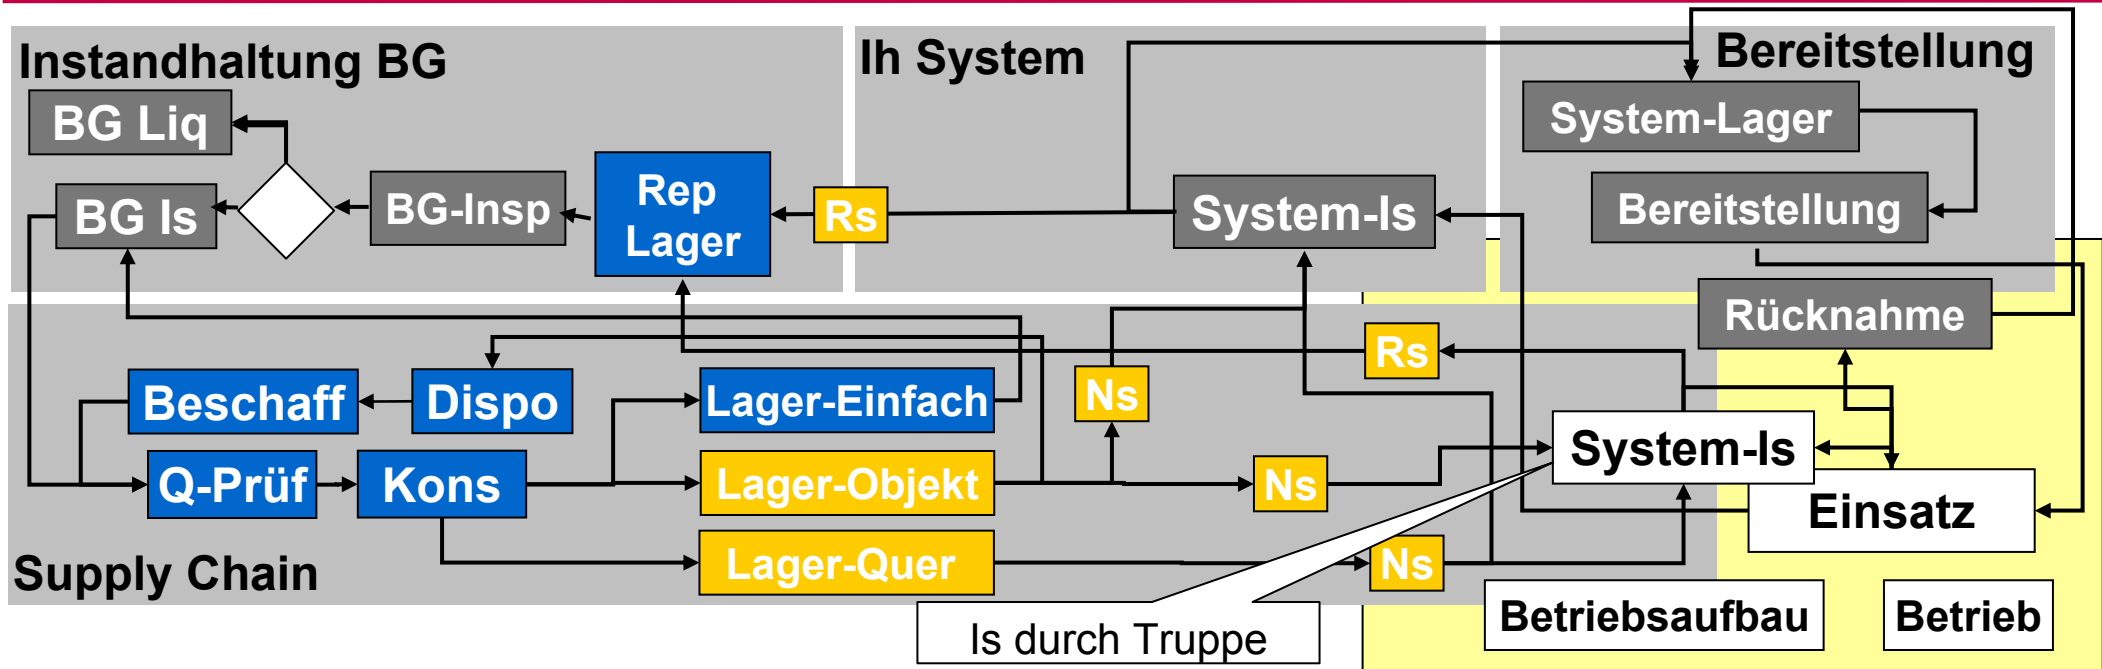 Instandhaltung BG
Ih System
Bereitstellung
BG Liq
System-Lager
BG Is
BG-Insp
Rep
Lager
Rs
System-Is
Bereitstellung
Rücknahme
Rs
Beschaff
Dispo
Lager-Einfach
Ns
System-Is
Q-Prüf
Kons
Lager-Objekt
Ns
Einsatz
Supply Chain
Lager-Quer
Ns
Is durch Truppe
Betriebsaufbau
Betrieb